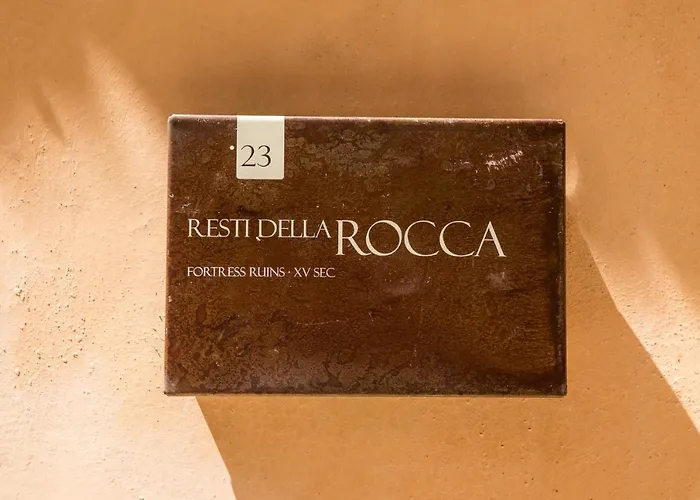 23
RESTI DELLA ROCCA
FORTRESS RUINS · XV SEC